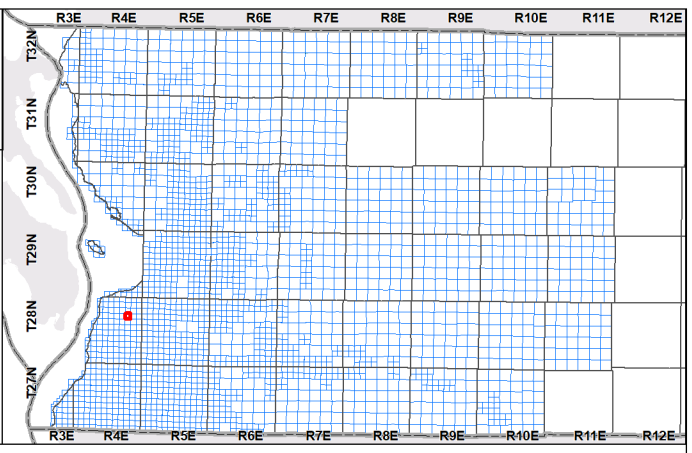 R3E R4E R5E R6E R7E R8E R9E R10E R11E R12E
T32N
T31N
T30N
T29N
T28N
T27N
R3E R4E R5E R6E R7E R8E R9E R10E R11E R12E